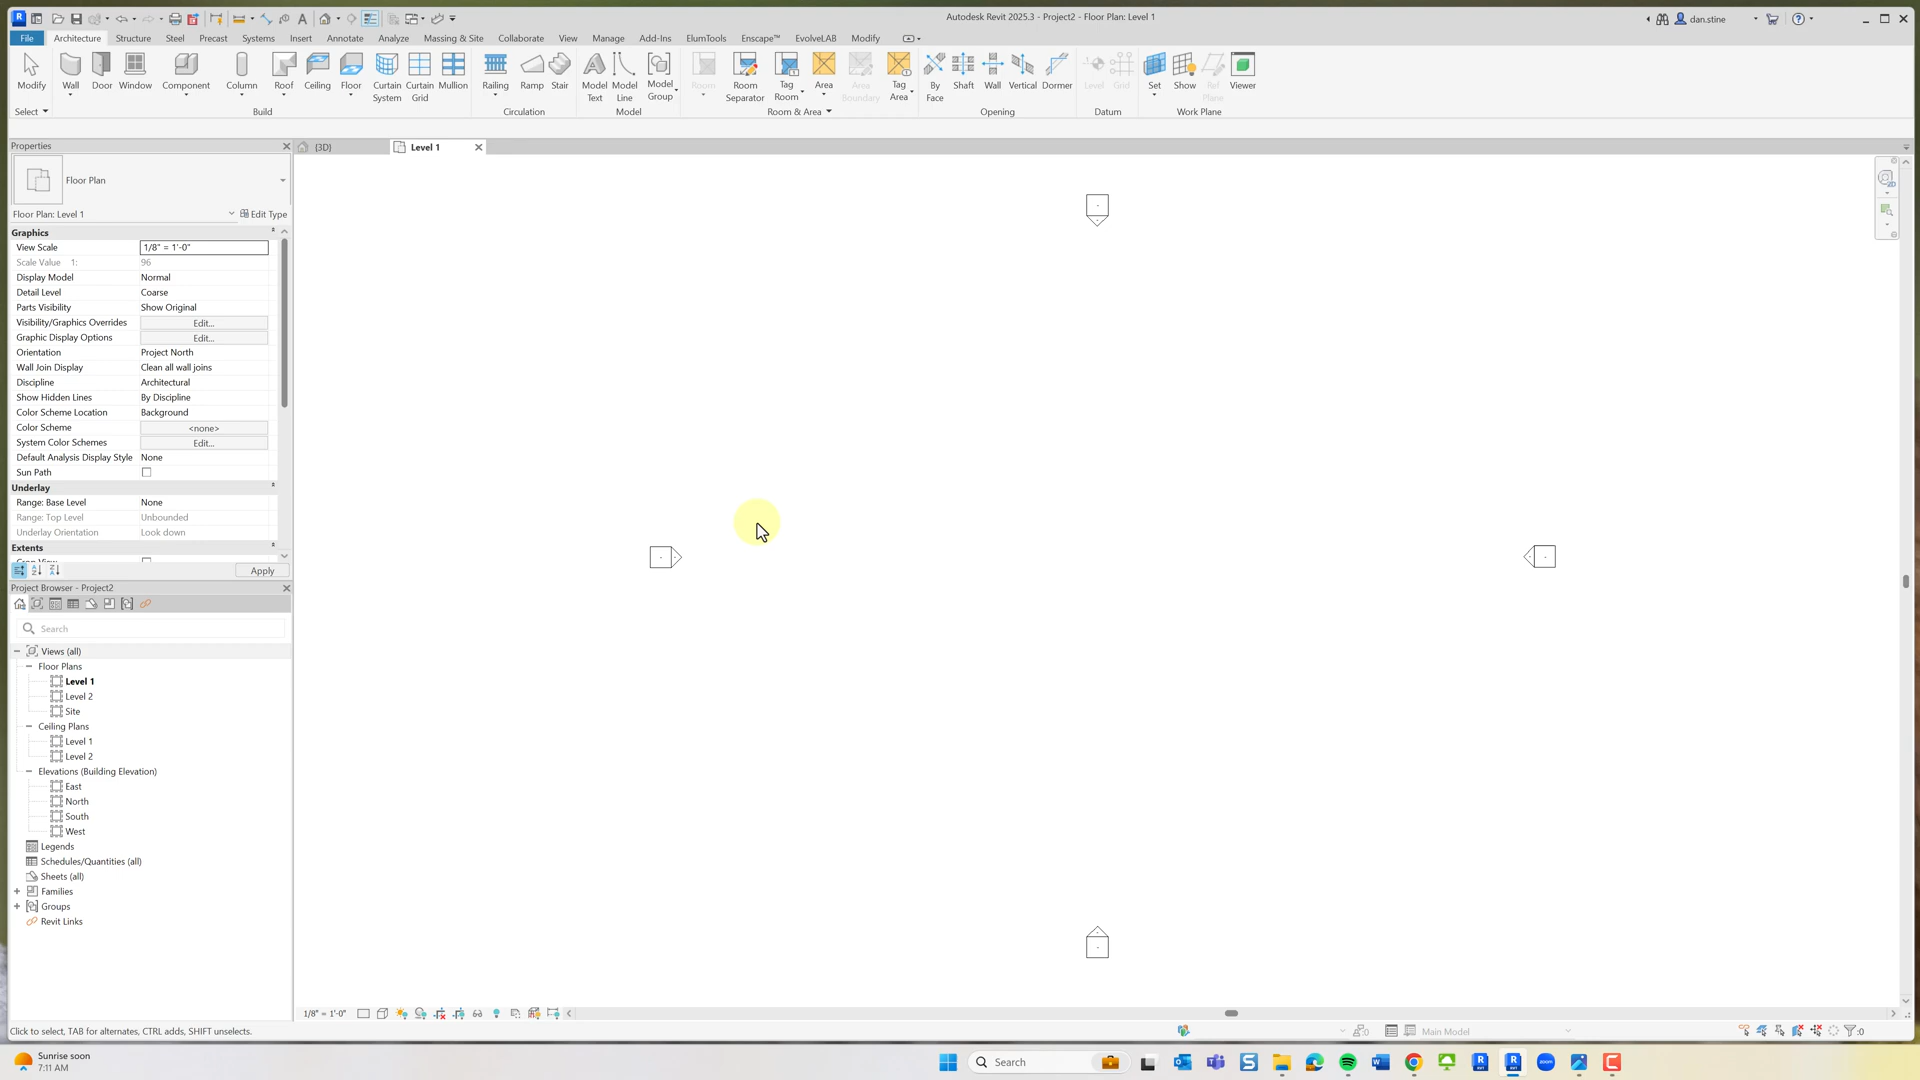 Autodesk Revit 2025.3 - Project2 - Floor Plan: Level 1
dan.stine
File Architecture Structure Steel Precast Systems Insert Annotate Analyze Massing & Site Collaborate View Manage Add-Ins ElumTools Enscape™ EvolveLAB Modify
Modify Wall Door Window Component Column Roof Ceiling Floor Curtain System Curtain Grid Mullion Railing Ramp Stair Model Text Model Line Model Group Room Room Separator Tag Room Area Area Boundary Tag Area By Face Shaft Wall Vertical Dormer Level Grid Set Show Ref Plane Viewer
Select Build Circulation Model Room & Area Opening Datum Work Plane
Properties
{3D}
Level 1
Floor Plan
Floor Plan: Level 1 Edit Type
Graphics
View Scale 1/8" = 1'-0"
Scale Value 1: 96
Display Model Normal
Detail Level Coarse
Parts Visibility Show Original
Visibility/Graphics Overrides Edit...
Graphic Display Options Edit...
Orientation Project North
Wall Join Display Clean all wall joins
Discipline Architectural
Show Hidden Lines By Discipline
Color Scheme Location Background
Color Scheme <none>
System Color Schemes Edit...
Default Analysis Display Style None
Sun Path
Underlay
Range: Base Level None
Range: Top Level Unbounded
Underlay Orientation Look down
Extents
Apply
Project Browser - Project2
Search
Views (all)
Floor Plans
Level 1
Level 2
Site
Ceiling Plans
Level 1
Level 2
Elevations (Building Elevation)
East
North
South
West
Legends
Schedules/Quantities (all)
Sheets (all)
Families
Groups
Revit Links
1/8" = 1'-0"
Click to select, TAB for alternates, CTRL adds, SHIFT unselects.
:0
Main Model
:0
Sunrise soon
7:11 AM
Search